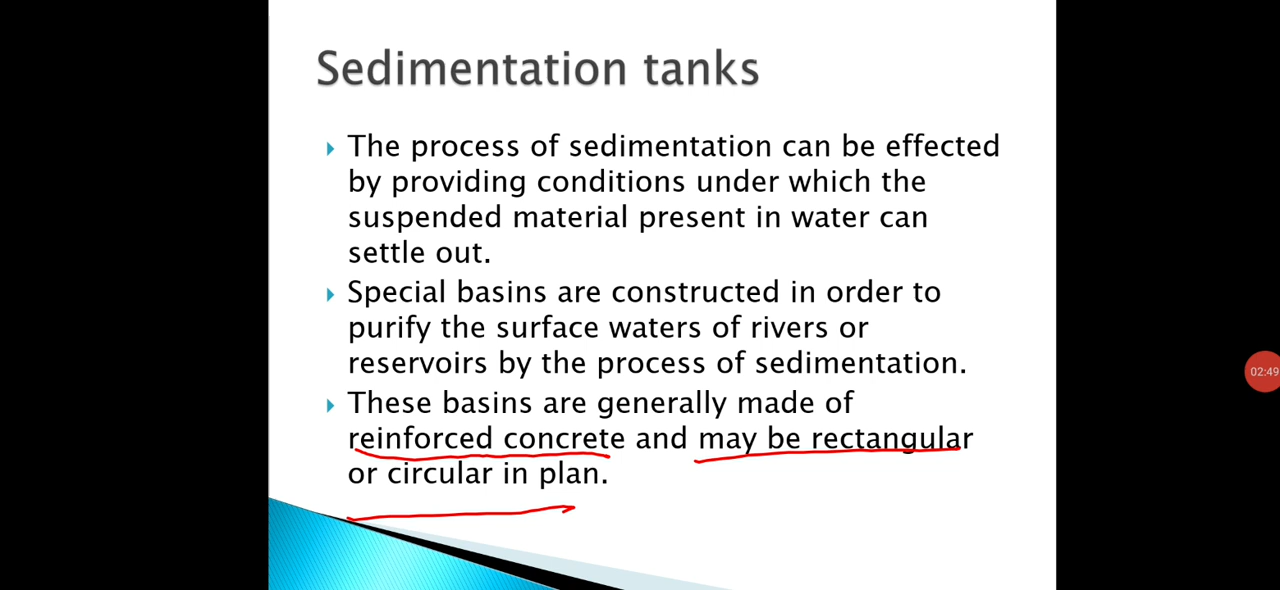 Sedimentation tanks
The process of sedimentation can be effected
by providing conditions under which the
suspended material present in water can
settle out.
Special basins are constructed in order to
purify the surface waters of rivers or
reservoirs by the process of sedimentation.
These basins are generally made of
reinforced concrete and may be rectangular
or circular in plan.
02:49